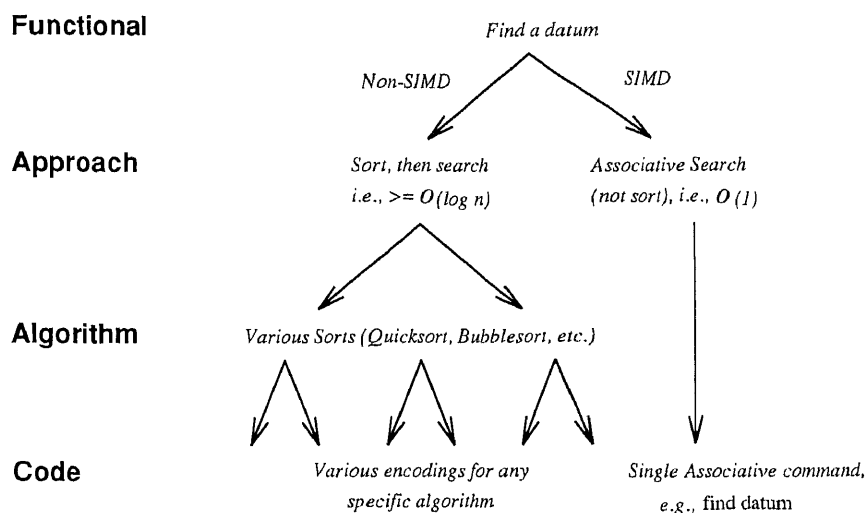 Functional
Find a datum
Non-SIMD
SIMD
Approach
Sort, then search
i.e., >= O(log n)
Associative Search
(not sort), i.e., O(1)
Algorithm
Various Sorts (Quicksort, Bubblesort, etc.)
Code
Various encodings for any
specific algorithm
Single Associative command,
e.g., find datum